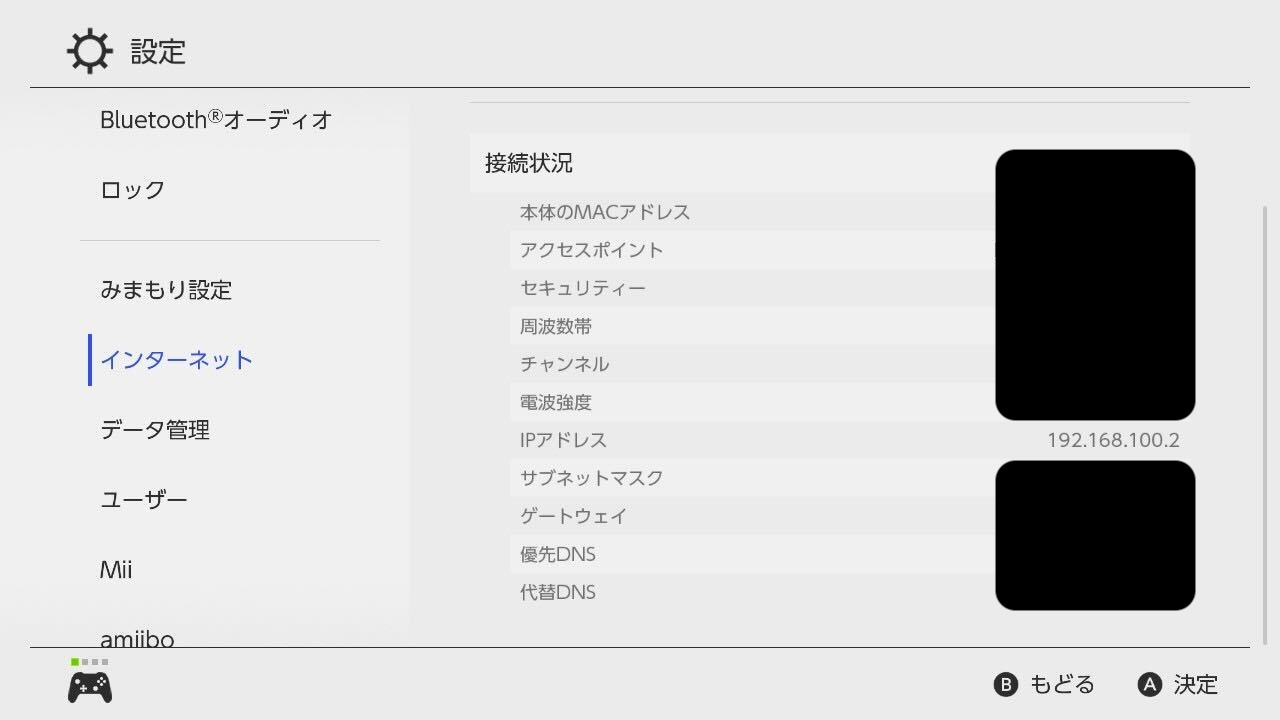 設定
Bluetooth®オーディオ
ロック
みまもり設定
インターネット
データ管理
ユーザー
Mii
amiibo
接続状況
本体のMACアドレス
アクセスポイント
セキュリティー
周波数帯
チャンネル
電波強度
IPアドレス 192.168.100.2
サブネットマスク
ゲートウェイ
優先DNS
代替DNS
B もどる A 決定